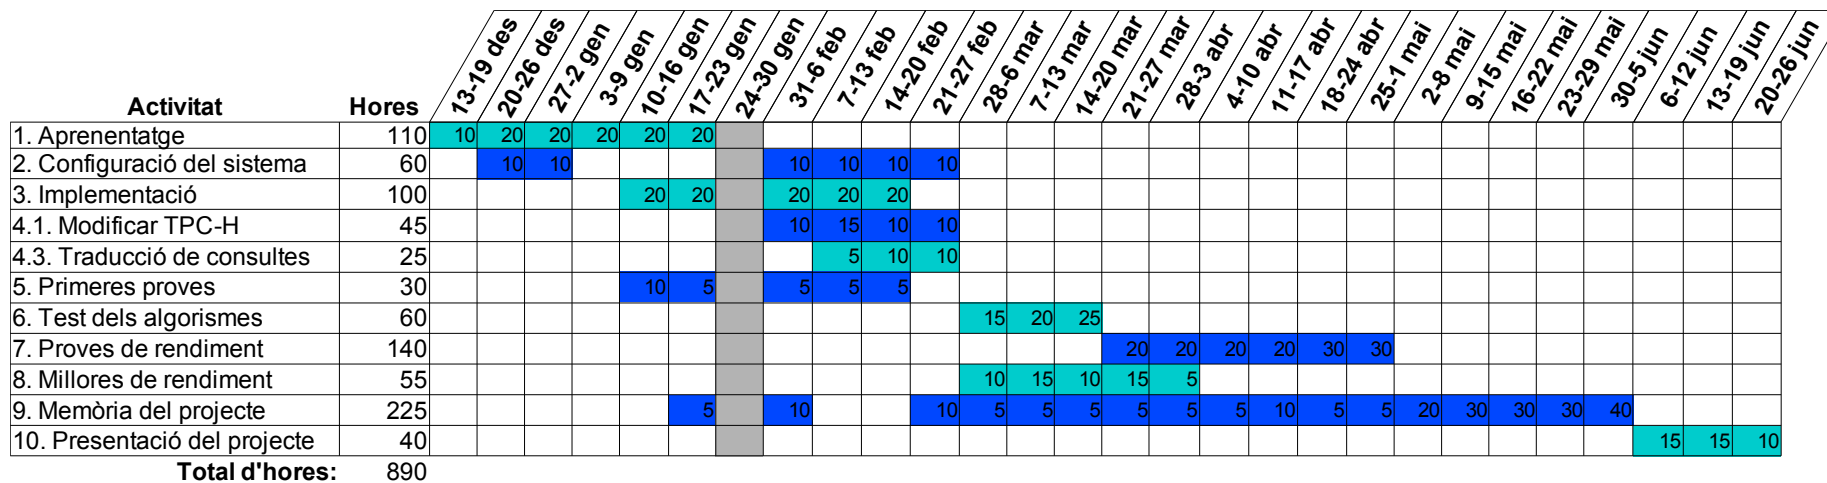 13-19 des 20-26 des 27-2 gen 3-9 gen 10-16 gen 17-23 gen 24-30 gen 31-6 feb 7-13 feb 14-20 feb 21-27 feb 28-6 mar 7-13 mar 14-20 mar 21-27 mar 28-3 abr 4-10 abr 11-17 abr 18-24 abr 25-1 mai 2-8 mai 9-15 mai 16-22 mai 23-29 mai 30-5 jun 6-12 jun 13-19 jun 20-26 jun
Activitat Hores
1. Aprenentatge 110 10 20 20 20 20 20
2. Configuració del sistema 60 10 10 10 10 10 10
3. Implementació 100 20 20 20 20 20
4.1. Modificar TPC-H 45 10 15 10 10
4.3. Traducció de consultes 25 5 10 10
5. Primeres proves 30 10 5 5 5 5
6. Test dels algorismes 60 15 20 25
7. Proves de rendiment 140 20 20 20 20 30 30
8. Millores de rendiment 55 10 15 10 15 5
9. Memòria del projecte 225 5 10 10 5 5 5 5 5 5 10 5 5 20 30 30 30 40
10. Presentació del projecte 40 15 15 10
Total d'hores: 890